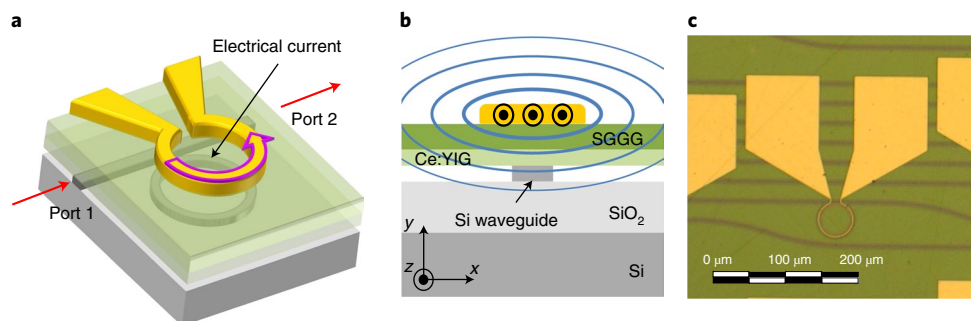 a
Electrical current
Port 2
Port 1
b
SGGG
Ce:YIG
Si waveguide
SiO₂
y
z
x
Si
c
0 μm 100 μm 200 μm